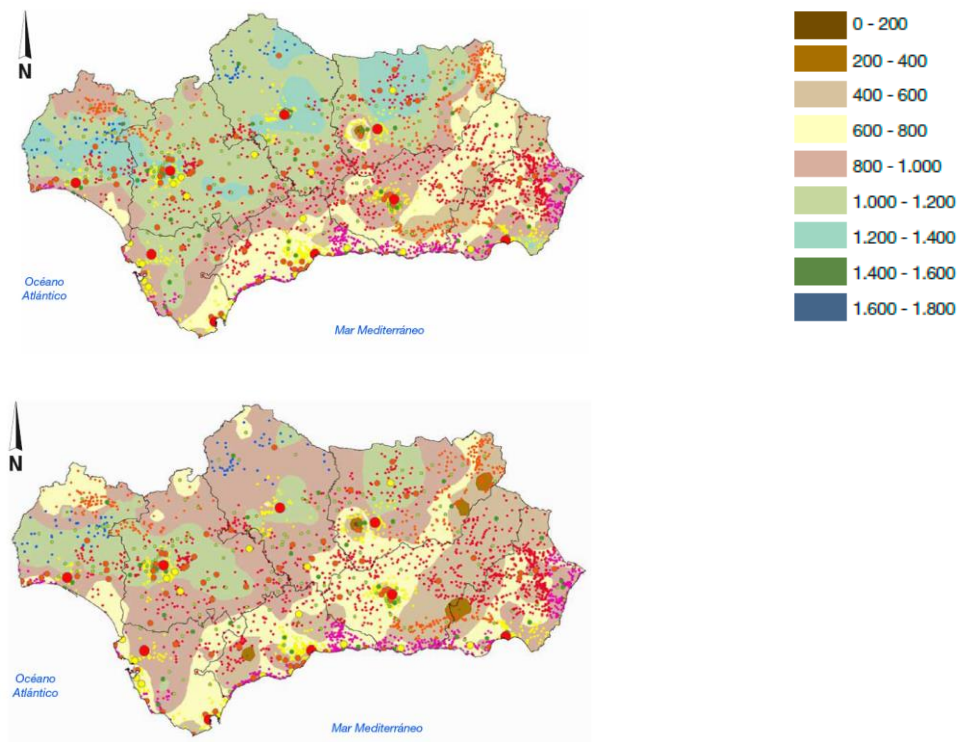 N
Océano
Atlántico
Mar Mediterráneo
0 - 200
200 - 400
400 - 600
600 - 800
800 - 1.000
1.000 - 1.200
1.200 - 1.400
1.400 - 1.600
1.600 - 1.800
N
Océano
Atlántico
Mar Mediterráneo